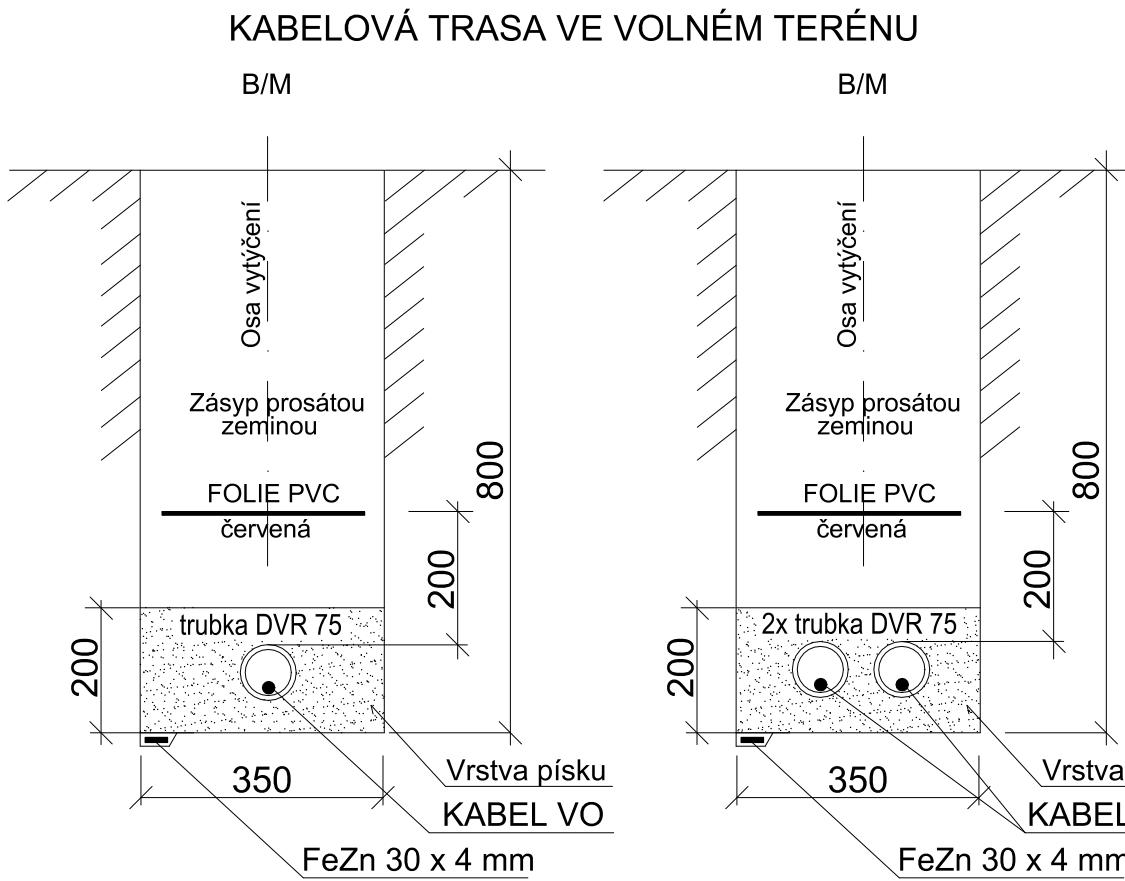 KABELOVÁ TRASA VE VOLNÉM TERÉNU
B/M
Osa vytýčení
Zásyp prosátou
zeminou
FOLIE PVC
červená
800
200
trubka DVR 75
200
350
Vrstva písku
KABEL VO
FeZn 30 x 4 mm
B/M
Osa vytýčení
Zásyp prosátou
zeminou
FOLIE PVC
červená
800
200
2x trubka DVR 75
200
350
Vrstva
KABEL
FeZn 30 x 4 mm